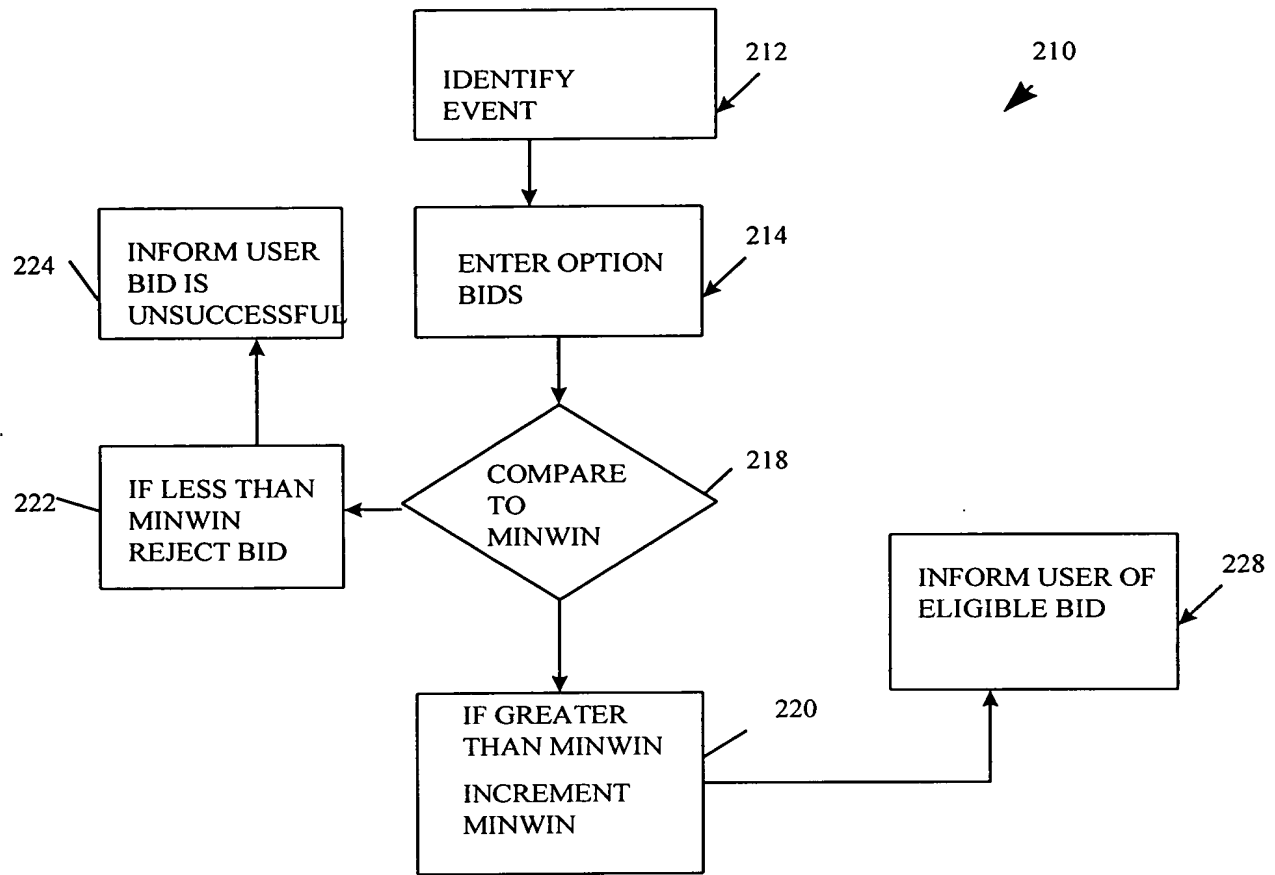 IDENTIFY
EVENT
212
210
ENTER OPTION
BIDS
214
224
INFORM USER
BID IS
UNSUCCESSFUL
COMPARE
TO
MINWIN
218
222
IF LESS THAN
MINWIN
REJECT BID
INFORM USER OF
ELIGIBLE BID
228
IF GREATER
THAN MINWIN
INCREMENT
MINWIN
220